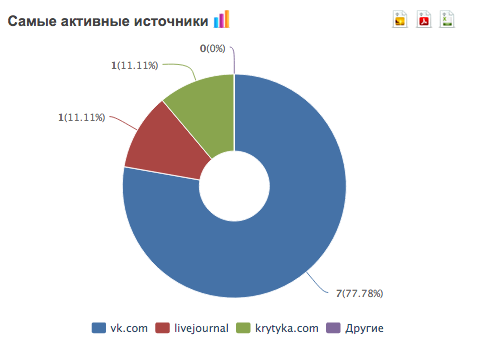 Самые активные источники
0(0%)
1(11.11%)
1(11.11%)
7(77.78%)
vk.com livejournal krytyka.com Другие